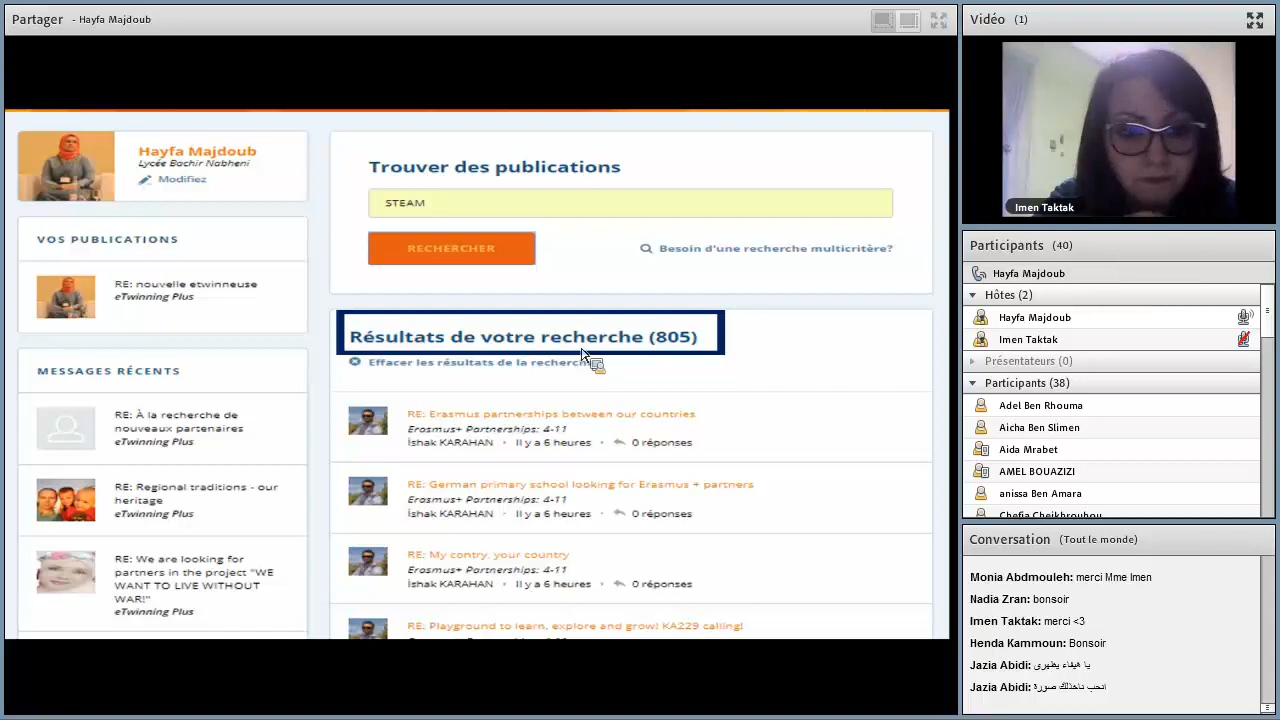 Partager - Hayfa Majdoub
Hayfa Majdoub
Lycée Bachir Nabheni
Modifiez
VOS PUBLICATIONS
RE: nouvelle etwinneuse
eTwinning Plus
MESSAGES RÉCENTS
RE: À la recherche de
nouveaux partenaires
eTwinning Plus
RE: Regional traditions - our
heritage
eTwinning Plus
RE: We are looking for
partners in the project "WE
WANT TO LIVE WITHOUT
WAR!"
eTwinning Plus
Trouver des publications
STEAM
RECHERCHER
Besoin d'une recherche multicritère?
Résultats de votre recherche (805)
Effacer les résultats de la recherche
RE: Erasmus partnerships between our countries
Erasmus+ Partnerships: 4-11
İshak KARAHAN • Il y a 6 heures • 0 réponses
RE: German primary school looking for Erasmus + partners
Erasmus+ Partnerships: 4-11
İshak KARAHAN • Il y a 6 heures • 0 réponses
RE: My contry, your country
Erasmus+ Partnerships: 4-11
İshak KARAHAN • Il y a 6 heures • 0 réponses
RE: Playground to learn, explore and grow! KA229 calling!
Vidéo (1)
Imen Taktak
Participants (40)
Hayfa Majdoub
Hôtes (2)
Hayfa Majdoub
Imen Taktak
Présentateurs (0)
Participants (38)
Adel Ben Rhouma
Aicha Ben Slimen
Aida Mrabet
AMEL BOUAZIZI
anissa Ben Amara
Chefia Cheikhrouhou
Conversation (Tout le monde)
Monia Abdmouleh: merci Mme Imen
Nadia Zran: bonsoir
Imen Taktak: merci <3
Henda Kammoun: Bonsoir
Jazia Abidi: يا هيفاء يظهرى
Jazia Abidi: انحب ناخذلك صورة